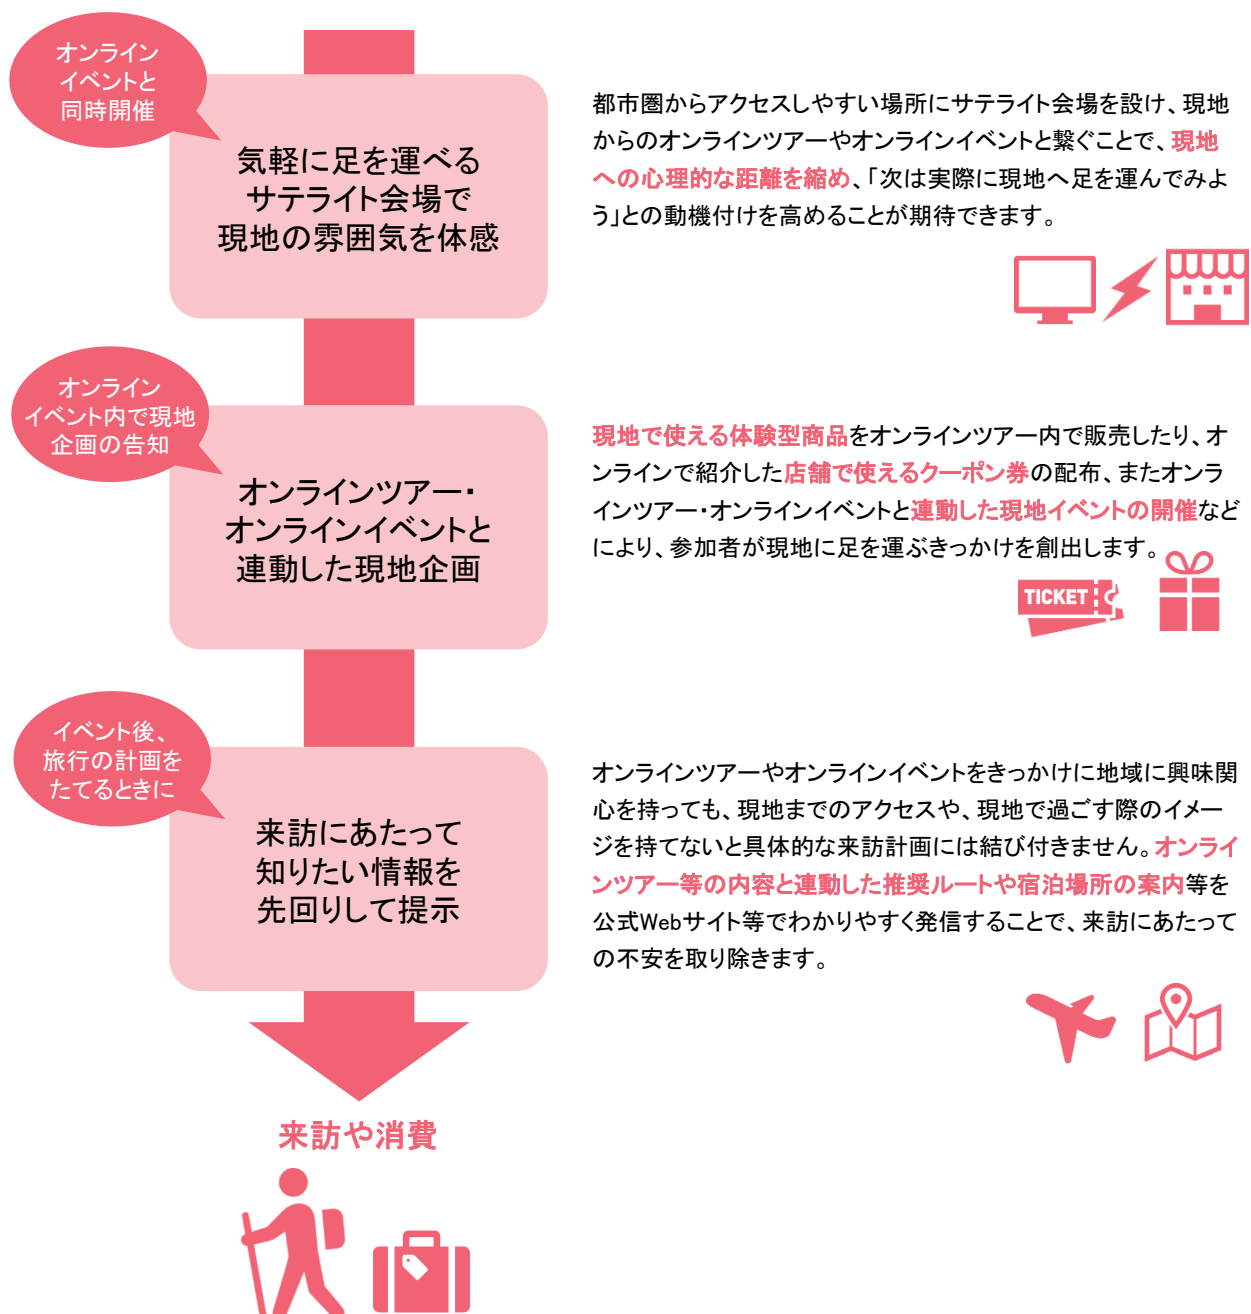 オンライン
イベントと
同時開催
気軽に足を運べる
サテライト会場で
現地の雰囲気を体感
都市圏からアクセスしやすい場所にサテライト会場を設け、現地
からのオンラインツアーやオンラインイベントと繋ぐことで、現地
への心理的な距離を縮め、「次は実際に現地へ足を運んでみよ
う」との動機付けを高めることが期待できます。
オンライン
イベント内で現地
企画の告知
オンラインツアー・
オンラインイベントと
連動した現地企画
現地で使える体験型商品をオンラインツアー内で販売したり、オ
ンラインで紹介した店舗で使えるクーポン券の配布、またオンラ
インツアー・オンラインイベントと連動した現地イベントの開催など
により、参加者が現地に足を運ぶきっかけを創出します。
TICKET
イベント後、
旅行の計画を
たてるときに
来訪にあたって
知りたい情報を
先回りして提示
オンラインツアーやオンラインイベントをきっかけに地域に興味関
心を持っても、現地までのアクセスや、現地で過ごす際のイメー
ジを持てないと具体的な来訪計画には結び付きません。オンライ
ンツアー等の内容と連動した推奨ルートや宿泊場所の案内等を
公式Webサイト等でわかりやすく発信することで、来訪にあたって
の不安を取り除きます。
来訪や消費